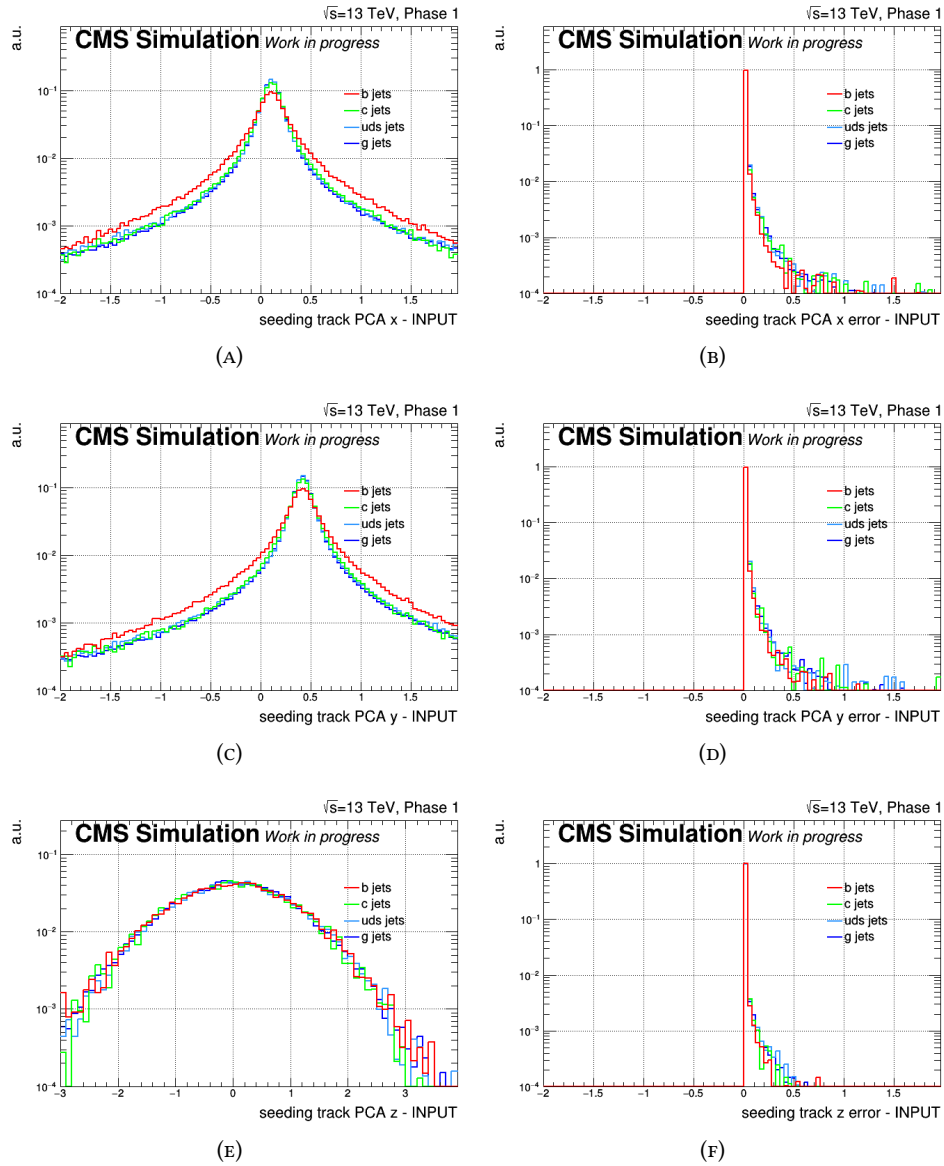 √s=13 TeV, Phase 1
a.u.
CMS Simulation Work in progress
b jets
c jets
uds jets
g jets
10⁻¹
10⁻²
10⁻³
10⁻⁴
−2 −1.5 −1 −0.5 0 0.5 1 1.5
seeding track PCA x - INPUT
(A)
√s=13 TeV, Phase 1
a.u.
CMS Simulation Work in progress
b jets
c jets
uds jets
g jets
1
10⁻¹
10⁻²
10⁻³
10⁻⁴
−2 −1.5 −1 −0.5 0 0.5 1 1.5
seeding track PCA x error - INPUT
(B)
√s=13 TeV, Phase 1
a.u.
CMS Simulation Work in progress
b jets
c jets
uds jets
g jets
10⁻¹
10⁻²
10⁻³
10⁻⁴
−2 −1.5 −1 −0.5 0 0.5 1 1.5
seeding track PCA y - INPUT
(C)
√s=13 TeV, Phase 1
a.u.
CMS Simulation Work in progress
b jets
c jets
uds jets
g jets
1
10⁻¹
10⁻²
10⁻³
10⁻⁴
−2 −1.5 −1 −0.5 0 0.5 1 1.5
seeding track PCA y error - INPUT
(D)
√s=13 TeV, Phase 1
a.u.
CMS Simulation Work in progress
b jets
c jets
uds jets
g jets
10⁻¹
10⁻²
10⁻³
10⁻⁴
−3 −2 −1 0 1 2 3
seeding track PCA z - INPUT
(E)
√s=13 TeV, Phase 1
a.u.
CMS Simulation Work in progress
b jets
c jets
uds jets
g jets
1
10⁻¹
10⁻²
10⁻³
10⁻⁴
−2 −1.5 −1 −0.5 0 0.5 1 1.5
seeding track z error - INPUT
(F)